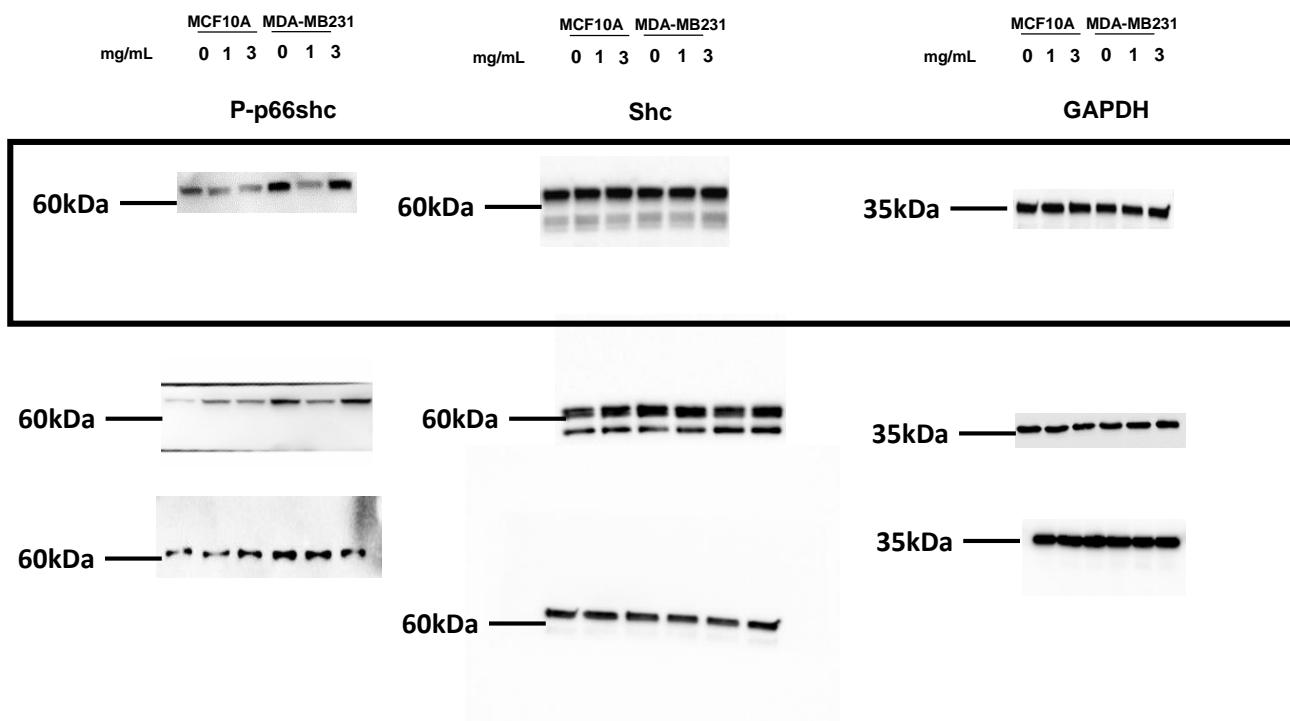 MCF10A MDA-MB231
mg/mL 0 1 3 0 1 3
P-p66shc
MCF10A MDA-MB231
mg/mL 0 1 3 0 1 3
Shc
MCF10A MDA-MB231
mg/mL 0 1 3 0 1 3
GAPDH
60kDa
60kDa
35kDa
60kDa
60kDa
35kDa
60kDa
35kDa
60kDa